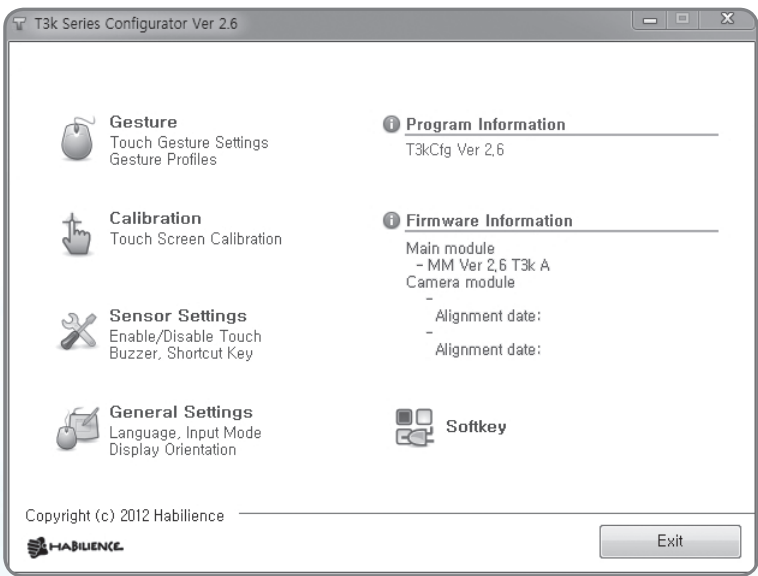 T3k Series Configurator Ver 2.6
Gesture
Touch Gesture Settings
Gesture Profiles
Calibration
Touch Screen Calibration
Sensor Settings
Enable/Disable Touch
Buzzer, Shortcut Key
General Settings
Language, Input Mode
Display Orientation
Program Information
T3kCfg Ver 2,6
Firmware Information
Main module
- MM Ver 2,6 T3k A
Camera module
-
Alignment date:
-
Alignment date:
Softkey
Copyright (c) 2012 Habilience
HABILIENCE
Exit